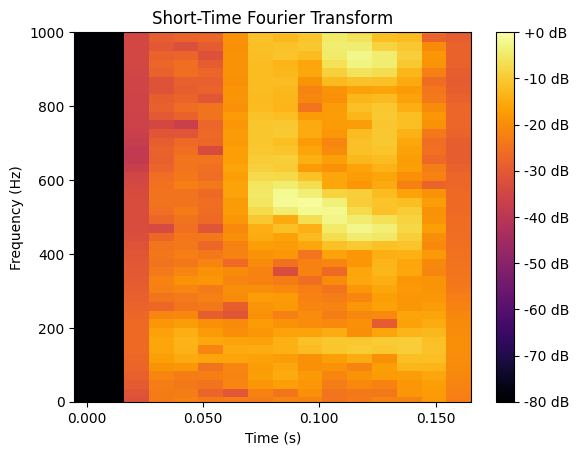 Short-Time Fourier Transform
1000
800
600
400
200
0
Frequency (Hz)
0.000
0.050
0.100
0.150
Time (s)
+0 dB
-10 dB
-20 dB
-30 dB
-40 dB
-50 dB
-60 dB
-70 dB
-80 dB